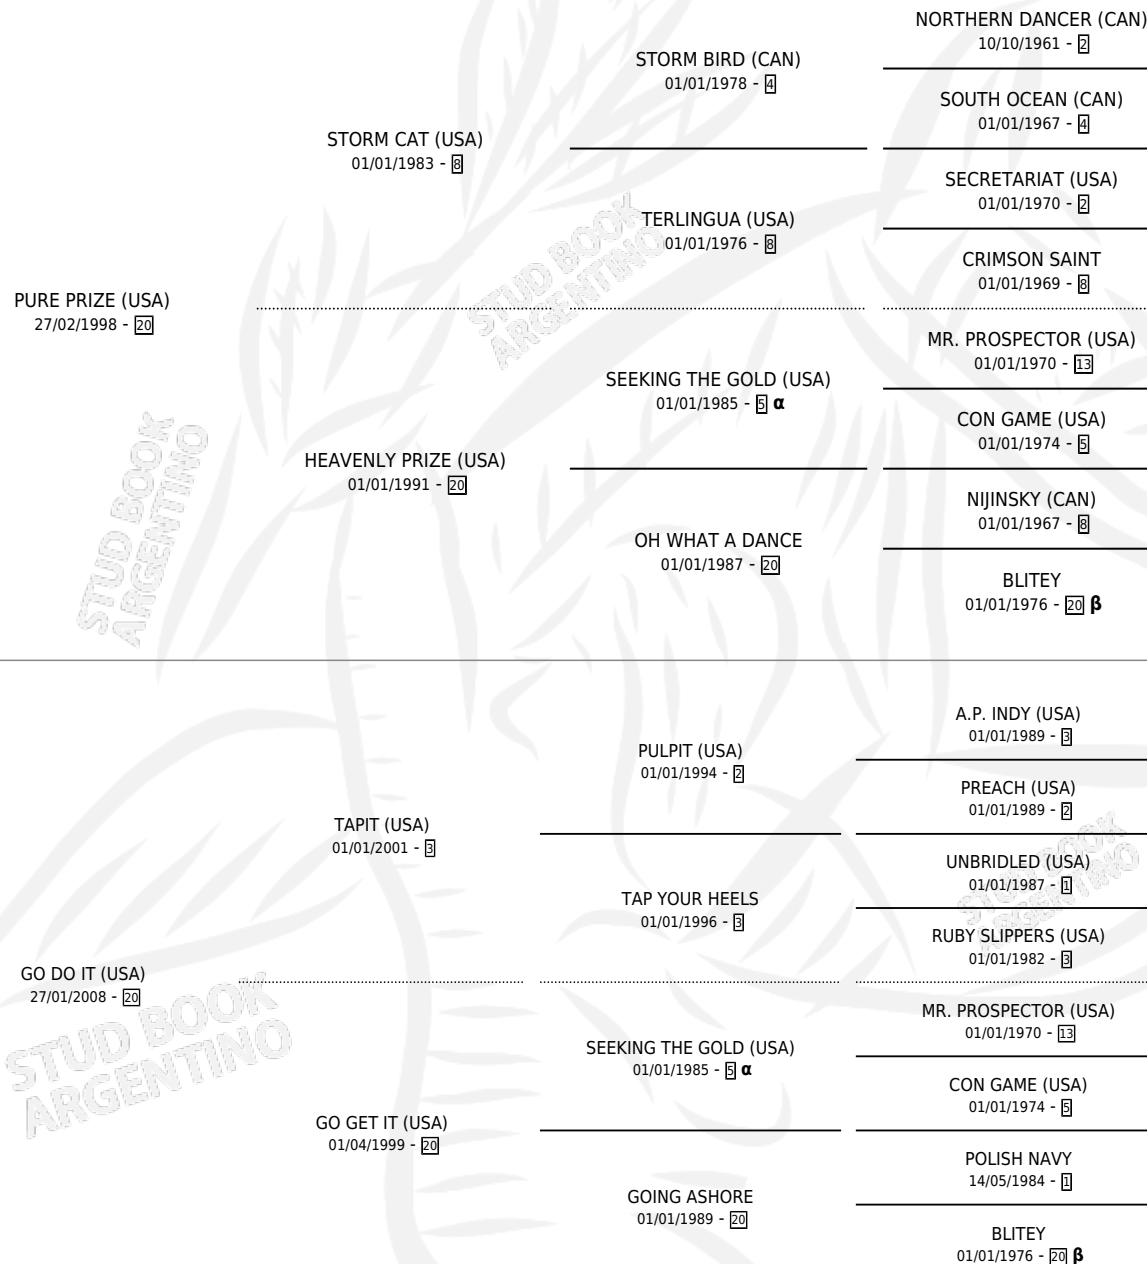 NORTHERN DANCER (CAN)
10/10/1961 - 2
STORM BIRD (CAN)
01/01/1978 - 4
SOUTH OCEAN (CAN)
01/01/1967 - 4
STORM CAT (USA)
01/01/1983 - 8
SECRETARIAT (USA)
01/01/1970 - 2
TERLINGUA (USA)
01/01/1976 - 8
CRIMSON SAINT
01/01/1969 - 8
PURE PRIZE (USA)
27/02/1998 - 20
MR. PROSPECTOR (USA)
01/01/1970 - 13
SEEKING THE GOLD (USA)
01/01/1985 - 5 α
CON GAME (USA)
01/01/1974 - 5
HEAVENLY PRIZE (USA)
01/01/1991 - 20
NIJINSKY (CAN)
01/01/1967 - 8
OH WHAT A DANCE
01/01/1987 - 20
BLITEY
01/01/1976 - 20 β
A.P. INDY (USA)
01/01/1989 - 3
PULPIT (USA)
01/01/1994 - 2
PREACH (USA)
01/01/1989 - 2
TAPIT (USA)
01/01/2001 - 3
UNBRIDLED (USA)
01/01/1987 - 1
TAP YOUR HEELS
01/01/1996 - 3
RUBY SLIPPERS (USA)
01/01/1982 - 3
GO DO IT (USA)
27/01/2008 - 20
MR. PROSPECTOR (USA)
01/01/1970 - 13
SEEKING THE GOLD (USA)
01/01/1985 - 5 α
CON GAME (USA)
01/01/1974 - 5
GO GET IT (USA)
01/04/1999 - 20
POLISH NAVY
14/05/1984 - 1
GOING ASHORE
01/01/1989 - 20
BLITEY
01/01/1976 - 20 β
STUD BOOK
ARGENTINO
STUD BOOK
ARGENTINO
STUD BOOK
ARGENTINO
STUD BOOK
ARGENTINO